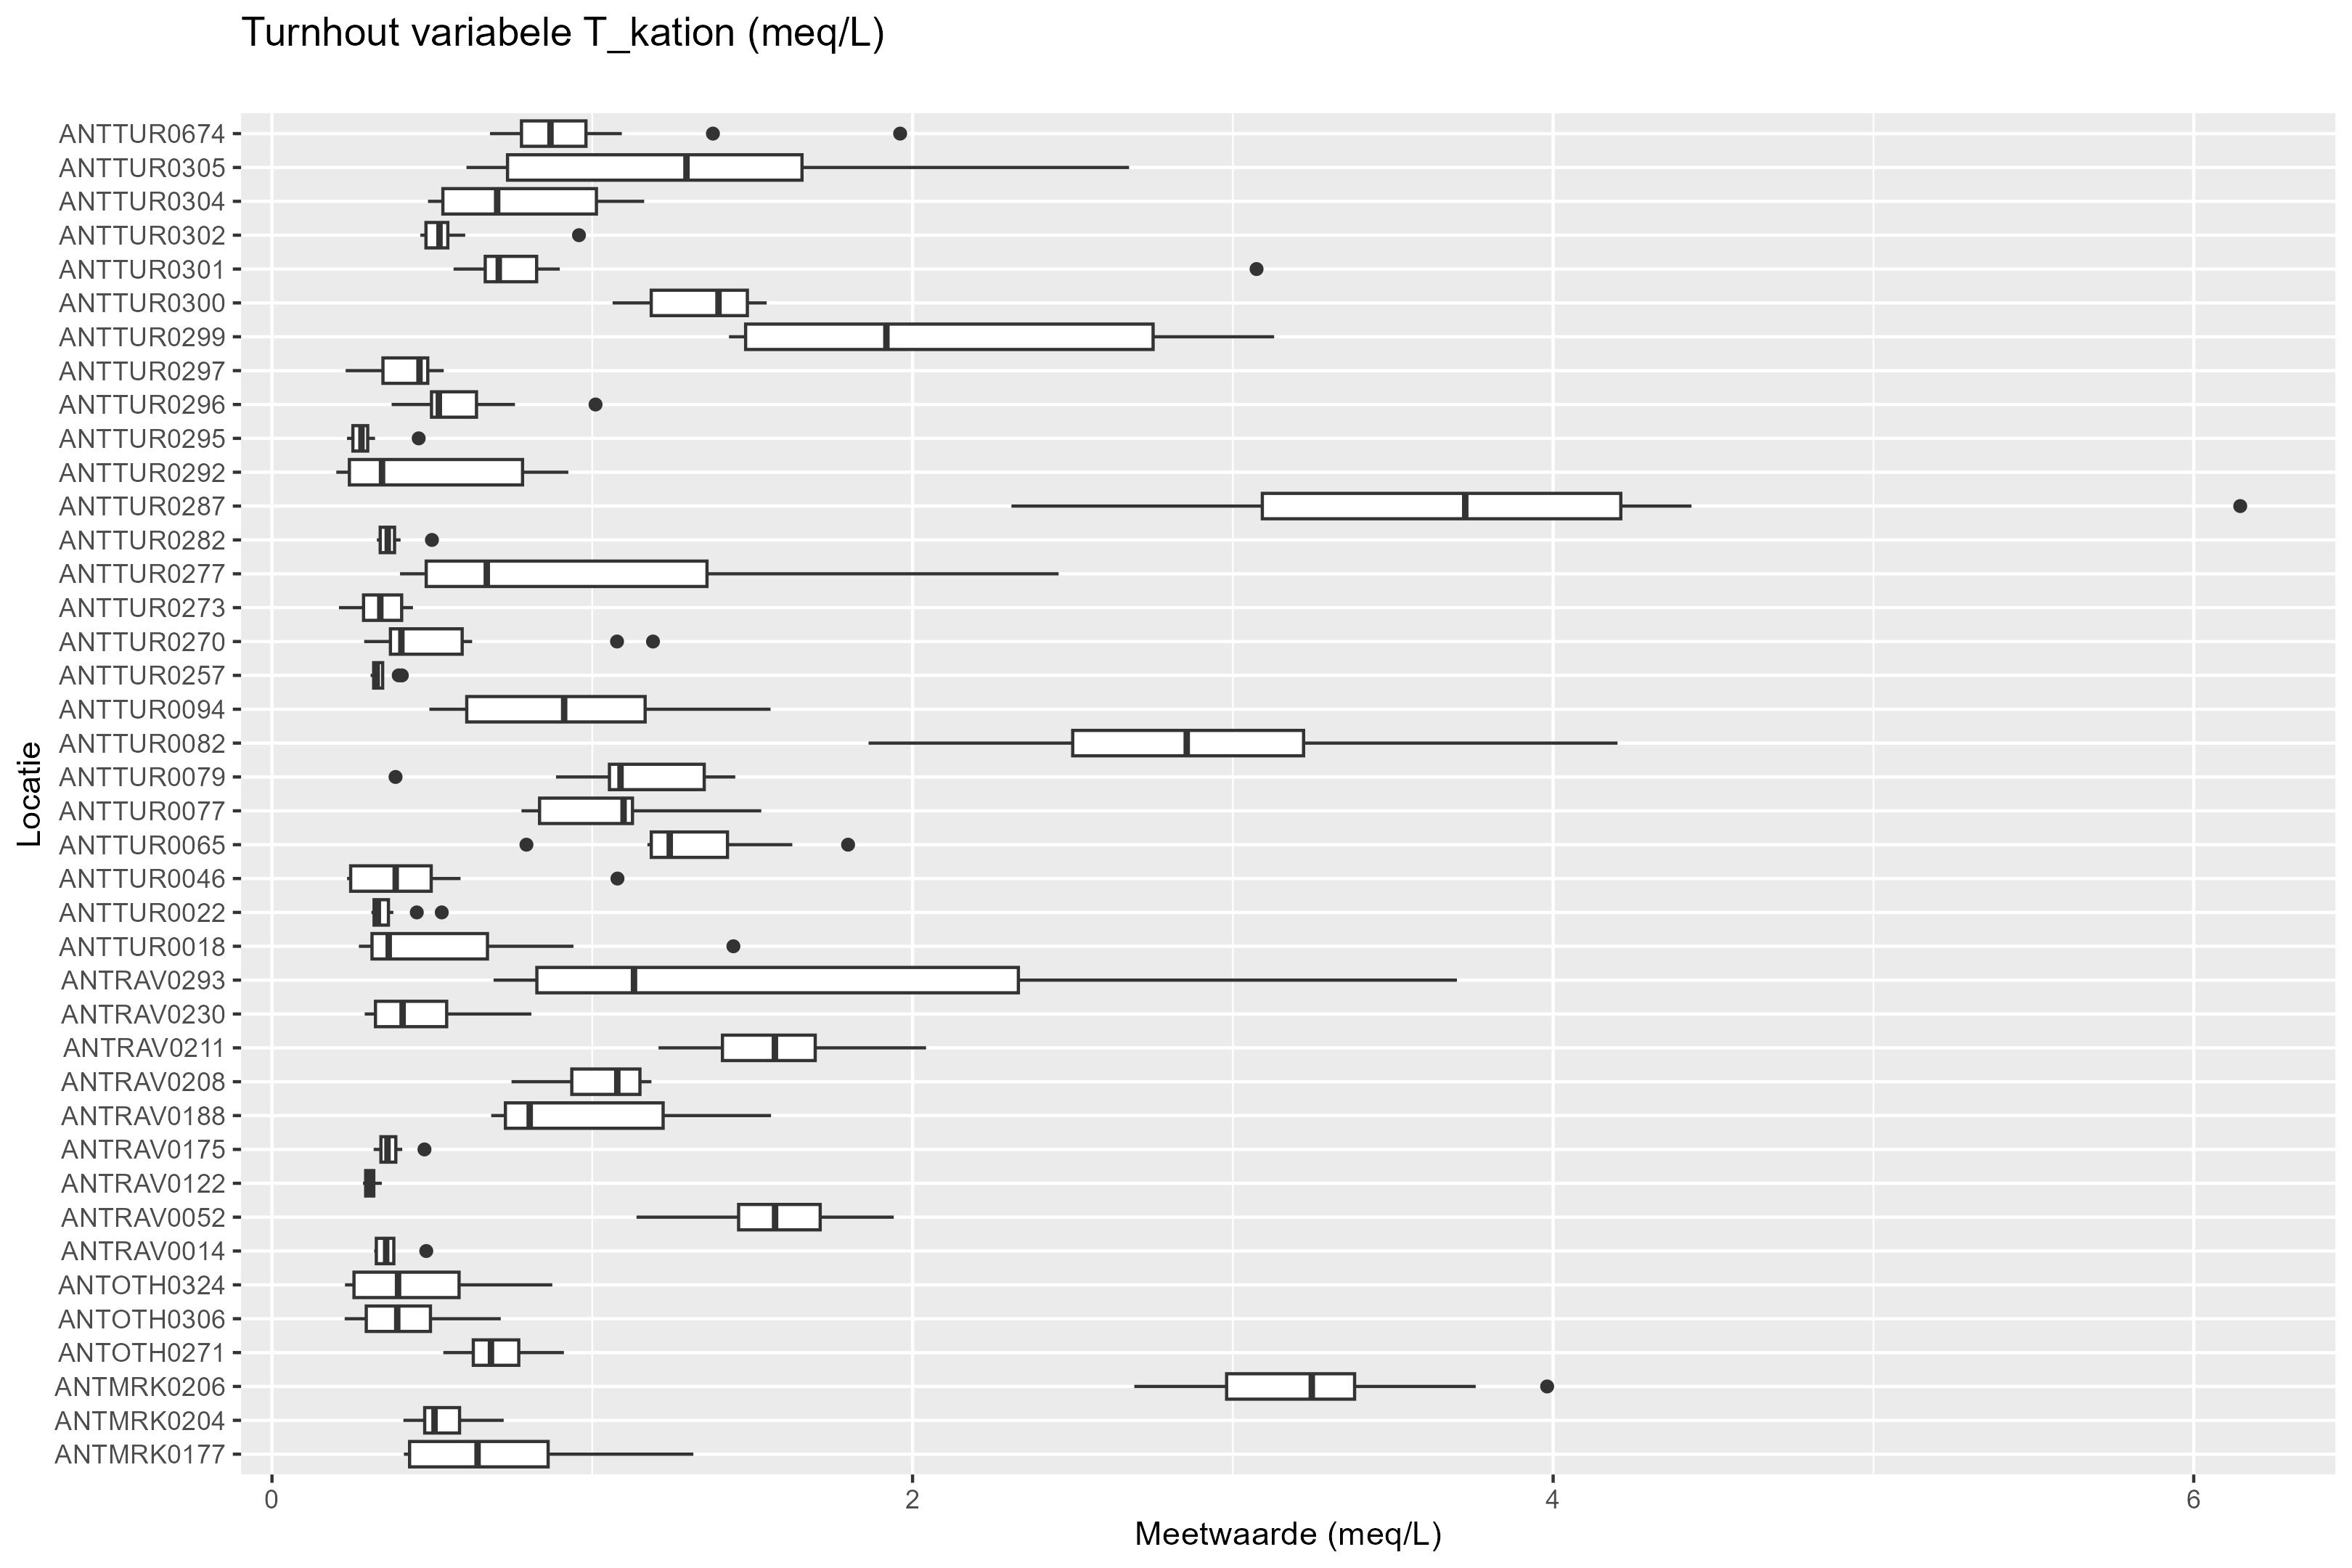 Turnhout variabele T_kation (meq/L)
ANTTUR0674
ANTTUR0305
ANTTUR0304
ANTTUR0302
ANTTUR0301
ANTTUR0300
ANTTUR0299
ANTTUR0297
ANTTUR0296
ANTTUR0295
ANTTUR0292
ANTTUR0287
ANTTUR0282
ANTTUR0277
ANTTUR0273
ANTTUR0270
ANTTUR0257
ANTTUR0094
ANTTUR0082
ANTTUR0079
ANTTUR0077
ANTTUR0065
ANTTUR0046
ANTTUR0022
ANTTUR0018
ANTRAV0293
ANTRAV0230
ANTRAV0211
ANTRAV0208
ANTRAV0188
ANTRAV0175
ANTRAV0122
ANTRAV0052
ANTRAV0014
ANTOTH0324
ANTOTH0306
ANTOTH0271
ANTMRK0206
ANTMRK0204
ANTMRK0177
Locatie
0 2 4 6
Meetwaarde (meq/L)